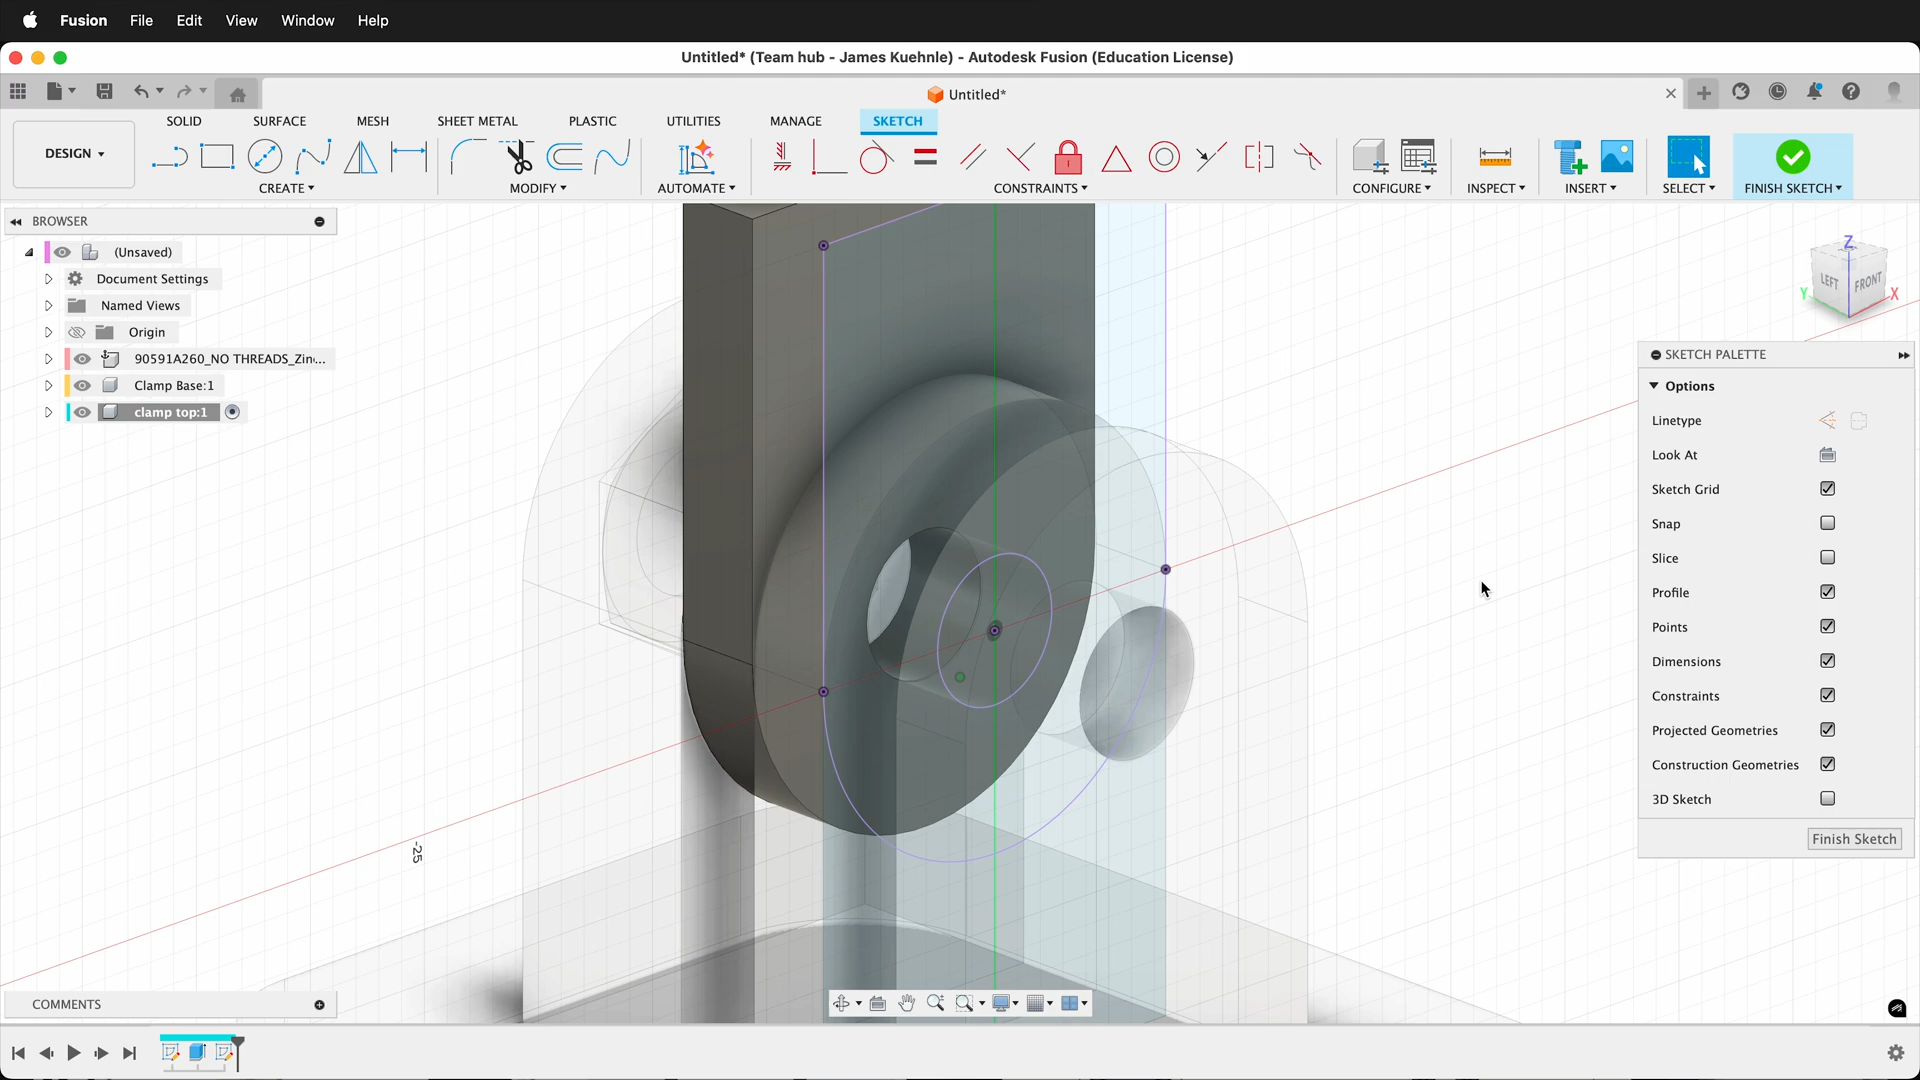 Fusion File Edit View Window Help
Untitled* (Team hub - James Kuehnle) - Autodesk Fusion (Education License)
Untitled*
SOLID SURFACE MESH SHEET METAL PLASTIC UTILITIES MANAGE SKETCH
DESIGN
CREATE MODIFY AUTOMATE CONSTRAINTS CONFIGURE INSPECT INSERT SELECT FINISH SKETCH
BROWSER
(Unsaved)
Document Settings
Named Views
Origin
90591A260_NO THREADS_Zin...
Clamp Base:1
clamp top:1
Z
LEFT FRONT
Y X
SKETCH PALETTE
Options
Linetype
Look At
Sketch Grid
Snap
Slice
Profile
Points
Dimensions
Constraints
Projected Geometries
Construction Geometries
3D Sketch
Finish Sketch
-25
COMMENTS